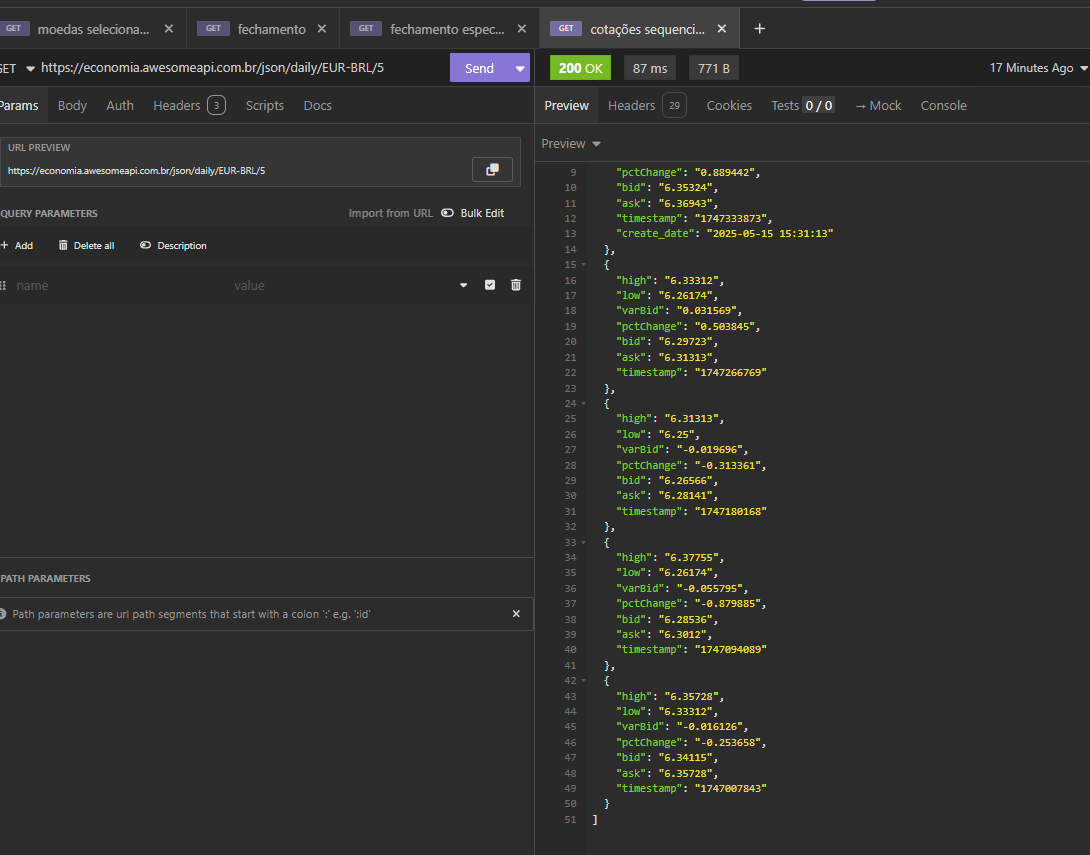 GET moedas seleciona... × GET fechamento × GET fechamento espec... × GET cotações sequenci... × +
GET https://economia.awesomeapi.com.br/json/daily/EUR-BRL/5 Send
200 OK 87 ms 771 B 17 Minutes Ago
Params Body Auth Headers 3 Scripts Docs
Preview Headers 29 Cookies Tests 0 / 0 → Mock Console
URL PREVIEW
https://economia.awesomeapi.com.br/json/daily/EUR-BRL/5
QUERY PARAMETERS Import from URL Bulk Edit
+ Add Delete all Description
name value
PATH PARAMETERS
Path parameters are url path segments that start with a colon ':' e.g. ':id' ×
Preview
9 "pctChange": "0.889442",
10 "bid": "6.35324",
11 "ask": "6.36943",
12 "timestamp": "1747333873",
13 "create_date": "2025-05-15 15:31:13"
14 },
15 {
16 "high": "6.33312",
17 "low": "6.26174",
18 "varBid": "0.031569",
19 "pctChange": "0.503845",
20 "bid": "6.29723",
21 "ask": "6.31313",
22 "timestamp": "1747266769"
23 },
24 {
25 "high": "6.31313",
26 "low": "6.25",
27 "varBid": "-0.019696",
28 "pctChange": "-0.313361",
29 "bid": "6.26566",
30 "ask": "6.28141",
31 "timestamp": "1747180168"
32 },
33 {
34 "high": "6.37755",
35 "low": "6.26174",
36 "varBid": "-0.055795",
37 "pctChange": "-0.879885",
38 "bid": "6.28536",
39 "ask": "6.3012",
40 "timestamp": "1747094089"
41 },
42 {
43 "high": "6.35728",
44 "low": "6.33312",
45 "varBid": "-0.016126",
46 "pctChange": "-0.253658",
47 "bid": "6.34115",
48 "ask": "6.35728",
49 "timestamp": "1747007843"
50 }
51 ]